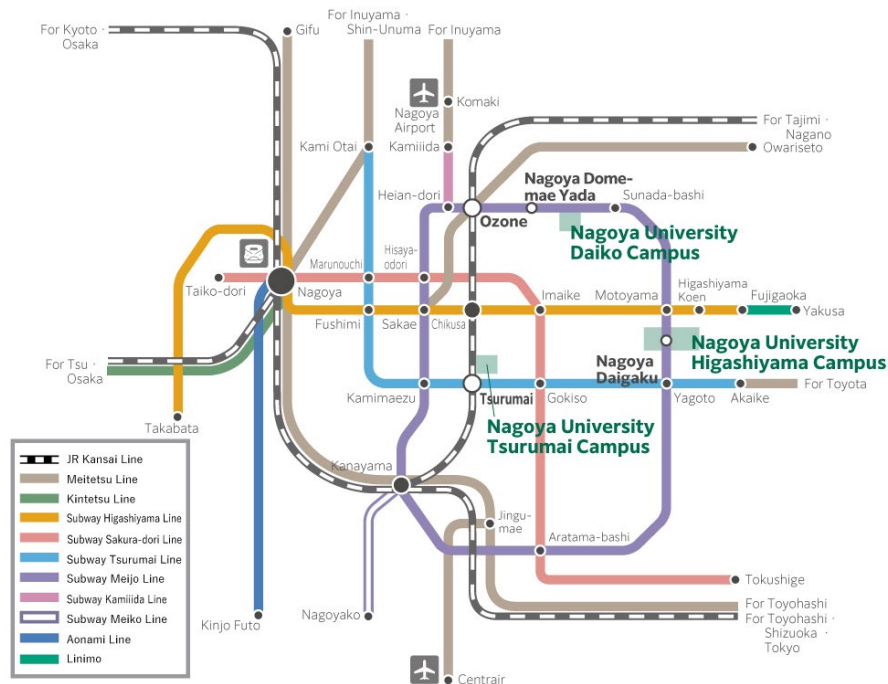 For Kyoto ·
Osaka
Gifu
For Inuyama ·
Shin-Unuma
For Inuyama
Komaki
Nagoya
Airport
Kami Otai
Kamiiida
For Tajimi ·
Nagano
Owariseto
Heian-dori
Ozone
Nagoya Dome-
mae Yada
Sunada-bashi
Nagoya University
Daiko Campus
Taiko-dori
Nagoya
Marunouchi
Hisaya-
odori
Fushimi
Sakae
Chikusa
Imaike
Motoyama
Higashiyama
Koen
Fujigaoka
Yakusa
Nagoya University
Higashiyama Campus
For Tsu ·
Osaka
Nagoya
Daigaku
Kamimaezu
Tsurumai
Gokiso
Yagoto
Akaike
For Toyota
Takabata
Nagoya University
Tsurumai Campus
Kanayama
Jingu-
mae
Aratama-bashi
Tokushige
Kinjo Futo
Nagoyako
For Toyohashi
For Toyohashi ·
Shizuoka ·
Tokyo
Centrair
JR Kansai Line
Meitetsu Line
Kintetsu Line
Subway Higashiyama Line
Subway Sakura-dori Line
Subway Tsurumai Line
Subway Meijo Line
Subway Kamiiida Line
Subway Meiko Line
Aonami Line
Linimo